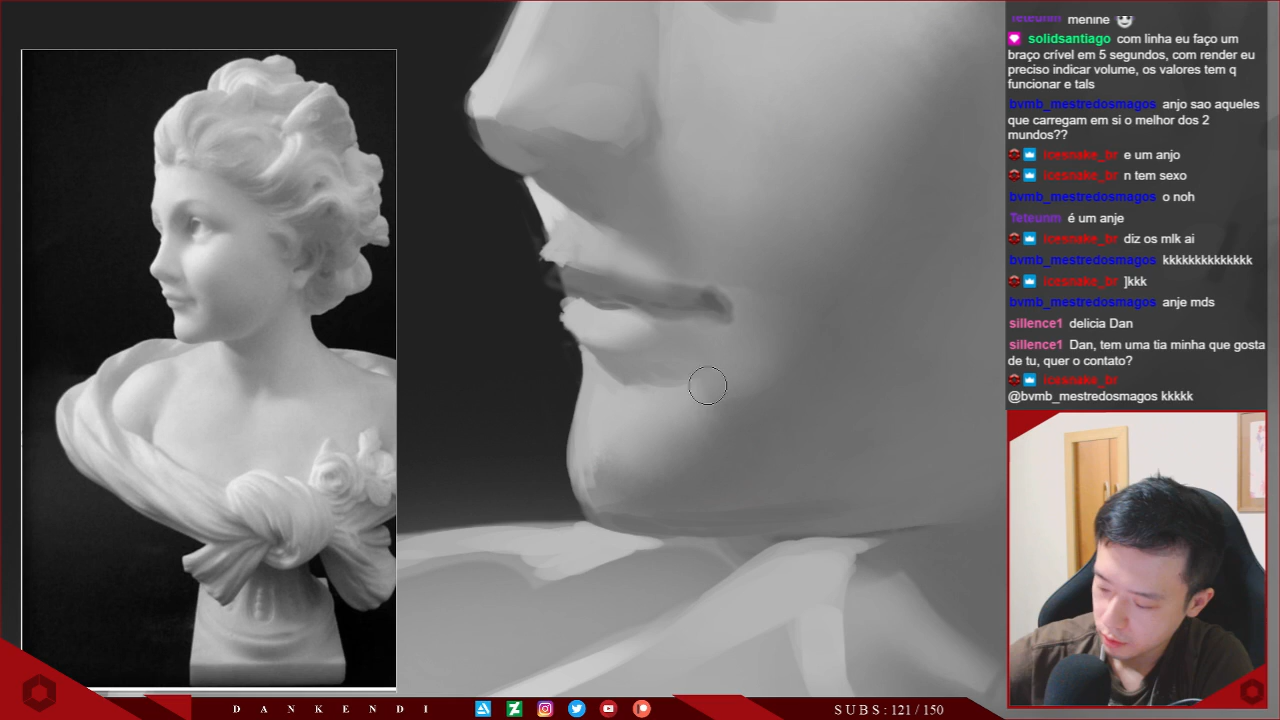 Teteunm menine
solidsantiago com linha eu faço um
braço crível em 5 segundos, com render eu
preciso indicar volume, os valores tem q
funcionar e tals
bvmb_mestredosmagos anjo sao aqueles
que carregam em si o melhor dos 2
mundos??
icesnake_br e um anjo
icesnake_br n tem sexo
bvmb_mestredosmagos o noh
Teteunm é um anje
icesnake_br diz os mlk ai
bvmb_mestredosmagos kkkkkkkkkkkkkk
icesnake_br ]kkk
bvmb_mestredosmagos anje mds
sillence1 delicia Dan
sillence1 Dan, tem uma tia minha que gosta
de tu, quer o contato?
icesnake_br
@bvmb_mestredosmagos kkkkk
DANKENDI
SUBS: 121 / 150